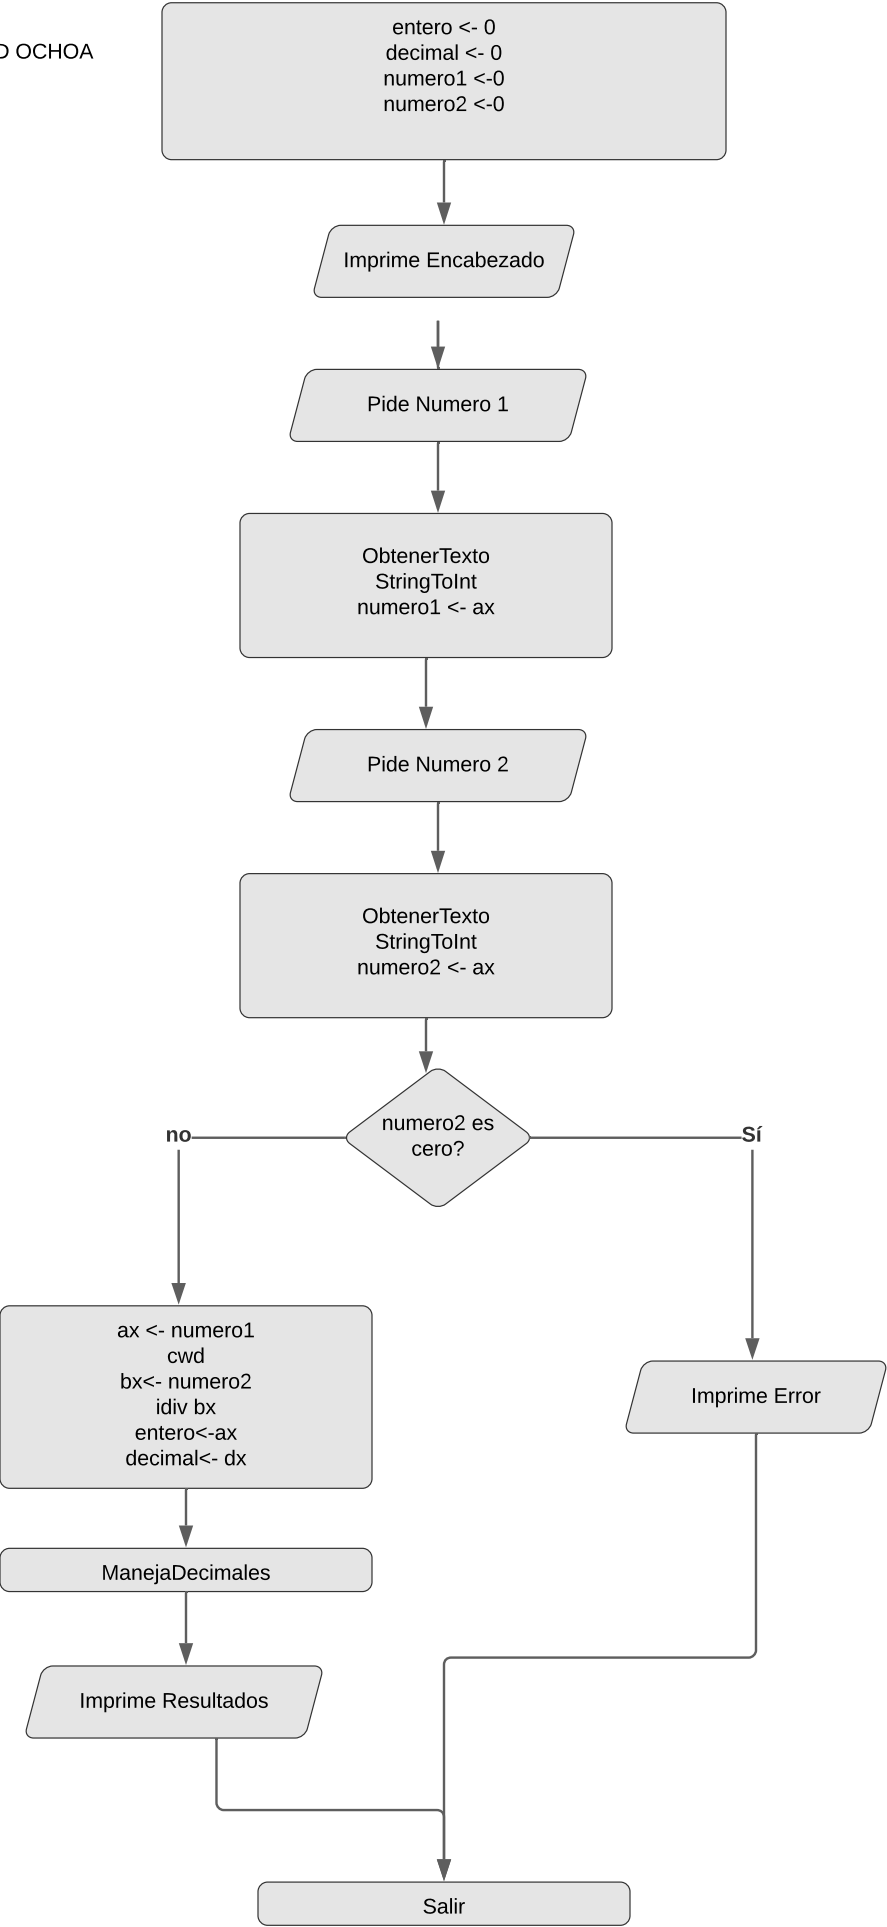 entero <- 0
OCHOA
decimal <- 0
numero1 <-0
numero2 <-0
Imprime Encabezado
Pide Numero 1
ObtenerTexto
StringToInt
numero1 <- ax
Pide Numero 2
ObtenerTexto
StringToInt
numero2 <- ax
numero2 es
cero?
no
Sí
ax <- numero1
cwd
bx<- numero2
idiv bx
entero<-ax
decimal<- dx
Imprime Error
ManejaDecimales
Imprime Resultados
Salir